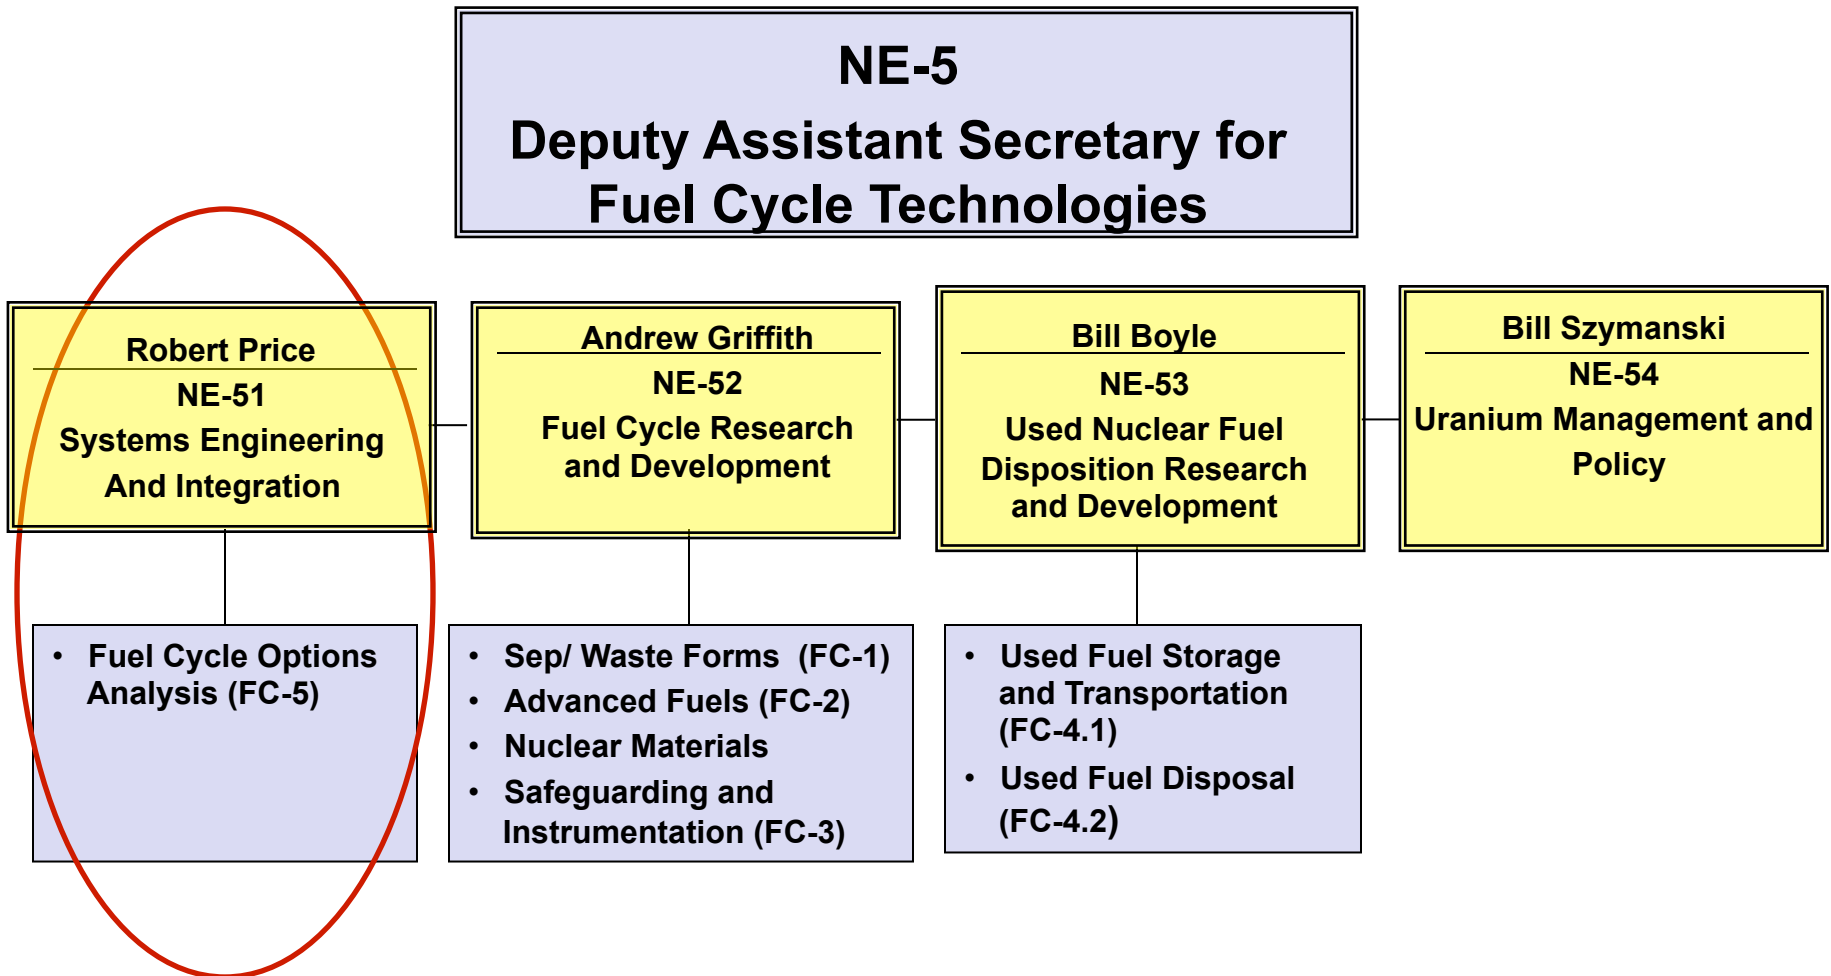 NE-5
Deputy Assistant Secretary for
Fuel Cycle Technologies
Robert Price
NE-51
Systems Engineering
And Integration
Andrew Griffith
NE-52
Fuel Cycle Research
and Development
Bill Boyle
NE-53
Used Nuclear Fuel
Disposition Research
and Development
Bill Szymanski
NE-54
Uranium Management and
Policy
• Fuel Cycle Options
Analysis (FC-5)
• Sep/ Waste Forms (FC-1)
• Advanced Fuels (FC-2)
• Nuclear Materials
• Safeguarding and
Instrumentation (FC-3)
• Used Fuel Storage
and Transportation
(FC-4.1)
• Used Fuel Disposal
(FC-4.2)